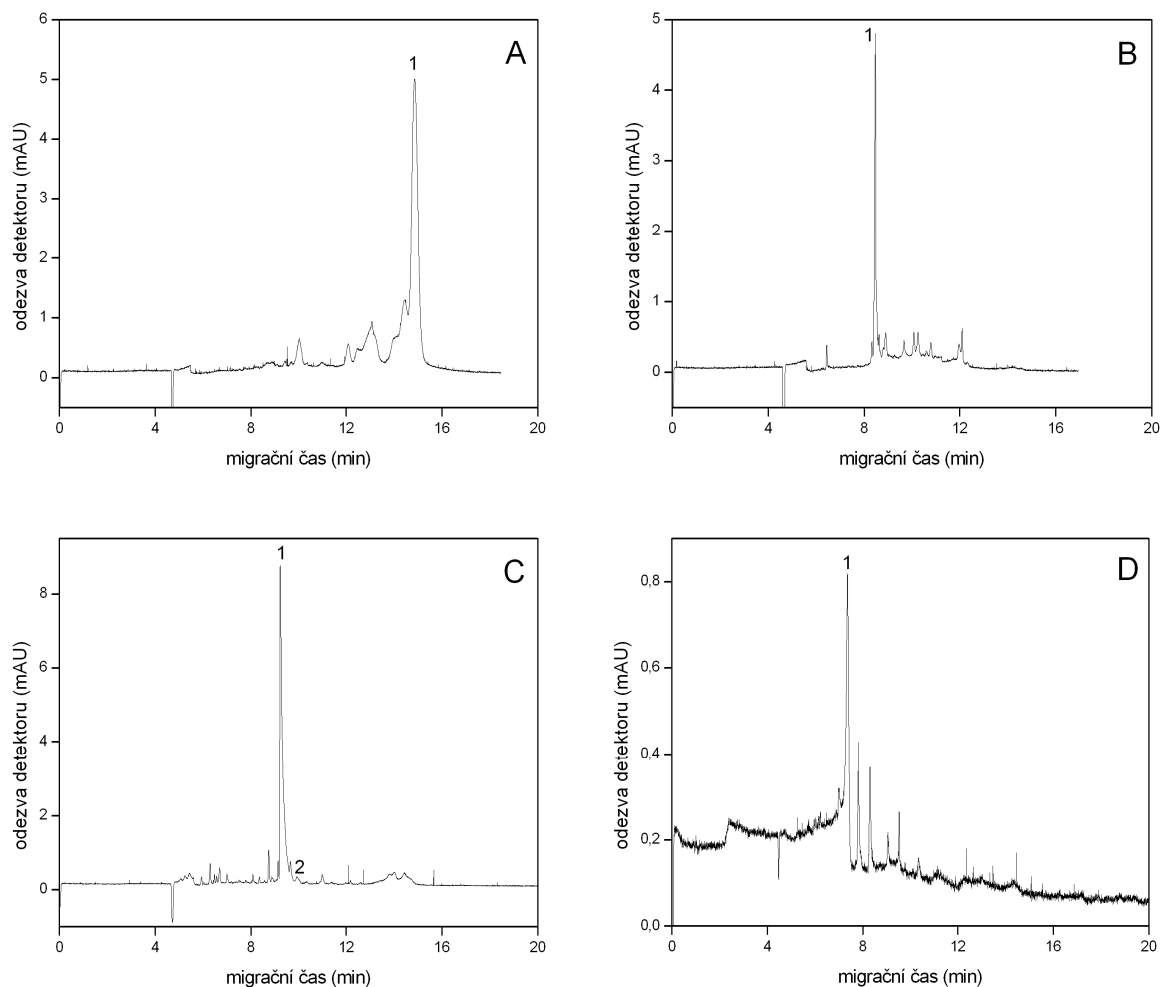 A
1
odezva detektoru (mAU)
6
5
4
3
2
1
0
0 4 8 12 16 20
migrační čas (min)
B
1
odezva detektoru (mAU)
5
4
3
2
1
0
0 4 8 12 16 20
migrační čas (min)
C
1
2
odezva detektoru (mAU)
8
6
4
2
0
0 4 8 12 16 20
migrační čas (min)
D
1
odezva detektoru (mAU)
0,8
0,6
0,4
0,2
0,0
0 4 8 12 16 20
migrační čas (min)